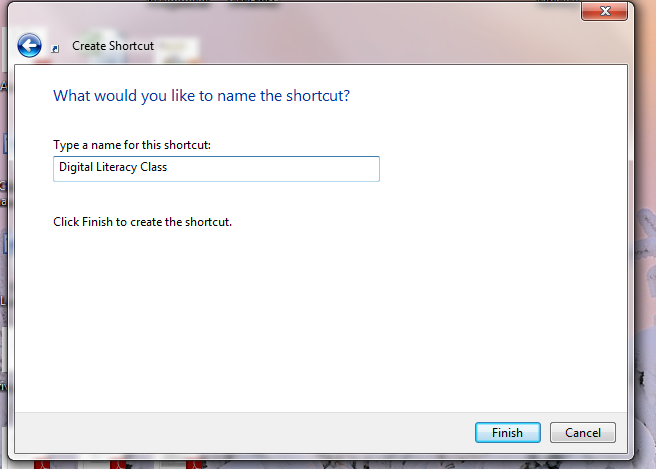 Create Shortcut
What would you like to name the shortcut?
Type a name for this shortcut:
Digital Literacy Class
Click Finish to create the shortcut.
Finish Cancel